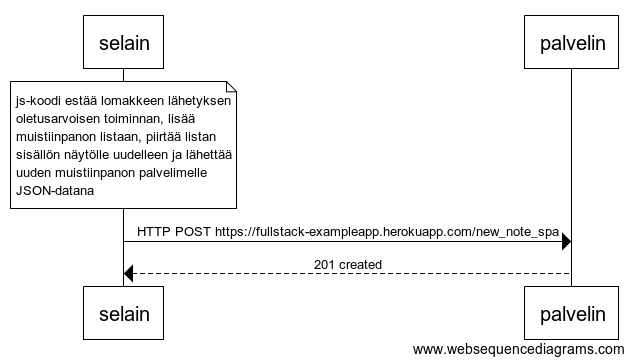 selain
palvelin
js-koodi estää lomakkeen lähetyksen
oletusarvoisen toiminnan, lisää
muistiinpanon listaan, piirtää listan
sisällön näytölle uudelleen ja lähettää
uuden muistiinpanon palvelimelle
JSON-datana
HTTP POST https://fullstack-exampleapp.herokuapp.com/new_note_spa
201 created
selain
palvelin
www.websequencediagrams.com